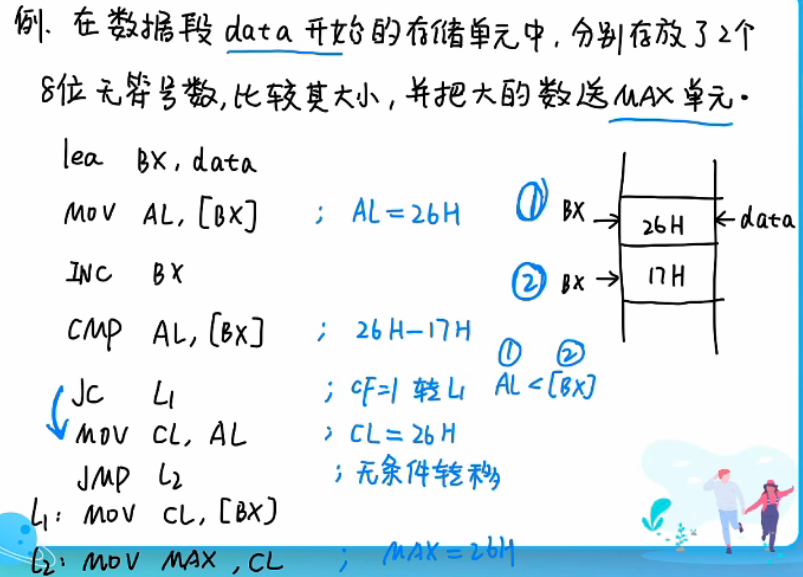 例. 在数据段 data 开始的存储单元中, 分别存放了2个
8位无符号数, 比较其大小, 并把大的数送 MAX 单元.
lea BX, data
MOV AL, [BX] ; AL=26H
① BX → 26H ← data
INC BX
② BX → 17H
CMP AL, [BX] ; 26H-17H
① ②
JC L1 ; CF=1 转L1 AL<[BX]
MOV CL, AL ; CL=26H
JMP L2 ; 无条件转移
L1: MOV CL, [BX]
L2: MOV MAX, CL ; MAX=26H